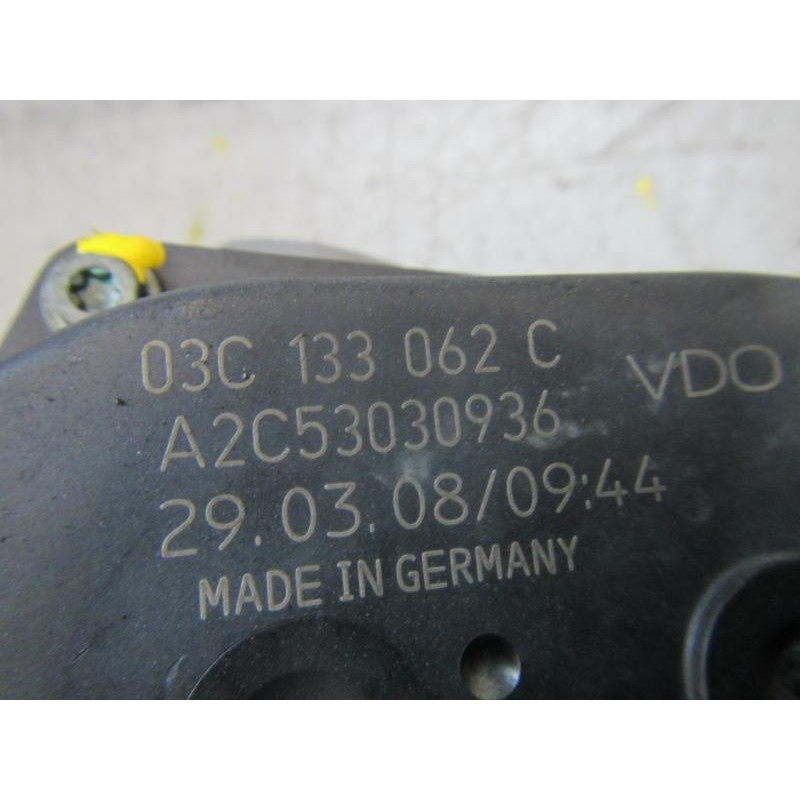 03C 133 062 C
VDO
A2C53030936
29.03.08/09:44
MADE IN GERMANY